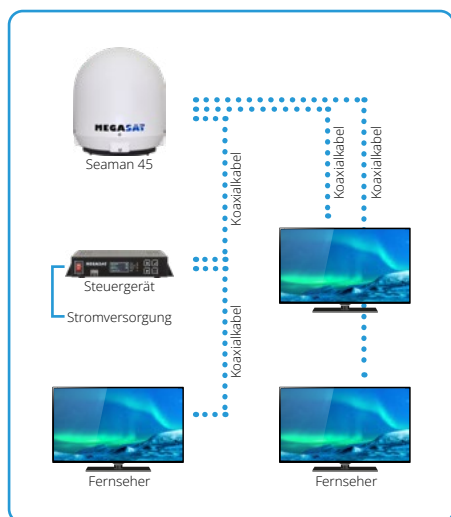 MEGASAT
Seaman 45
Koaxialkabel
Koaxialkabel
Koaxialkabel
MEGASAT
Steuergerät
Stromversorgung
Koaxialkabel
Fernseher
Fernseher